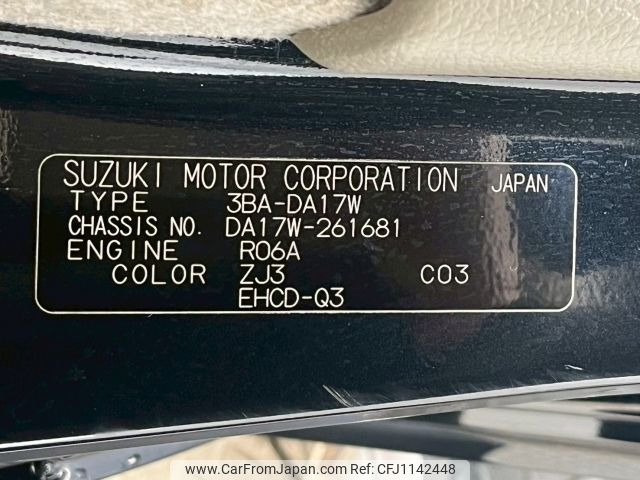 SUZUKI MOTOR CORPORATION JAPAN
TYPE 3BA-DA17W
CHASSIS NO. DA17W-261681
ENGINE R06A
COLOR ZJ3 C03
EHCD-Q3
www.CarFromJapan.com | CFJ1142448